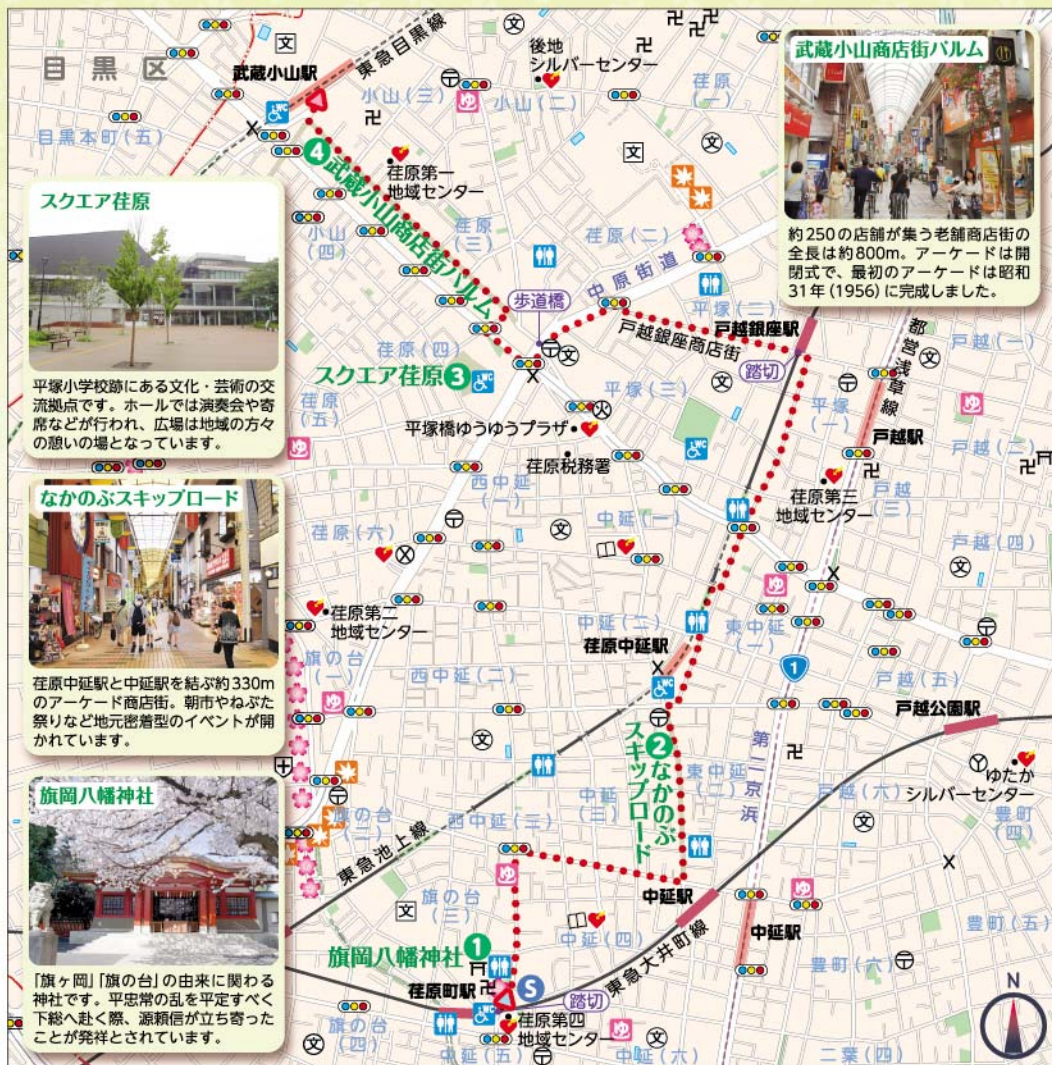 目黒区
武蔵小山駅
東急目黒線
後地
シルバーセンター
小山(三)
小山(二)
荏原
(一)
目黒本町(五)
WC
④武蔵小山商店街パルム
荏原第一
地域センター
小山
(四)
荏原
(三)
荏原(二)
中原街道
歩道橋
平塚(二)
戸越銀座駅
戸越銀座商店街
踏切
都営浅草線
戸越(一)
荏原(四)
スクエア荏原③
WC
荏原
(五)
平塚(三)
平塚
(一)
戸越駅
戸越(二)
平塚橋ゆうゆうプラザ
荏原税務署
WC
荏原第三
地域センター
戸越
(三)
西中延
(一)
中延(一)
戸越(四)
荏原(六)
荏原第二
地域センター
中延(二)
東中延
(一)
荏原中延駅
WC
1
旗の台
(一)
西中延(二)
戸越(五)
戸越公園駅
②なかのぶ
スキップロード
東中延
(二)
第二京浜
ゆたか
シルバーセンター
戸越(六)
豊町
(四)
旗の台
(二)
西中延(三)
中延
(三)
東急池上線
中延駅
旗の台
(三)
中延(四)
東急大井町線
中延駅
豊町(五)
旗岡八幡神社①
豊町(六)
荏原町駅
S
踏切
WC
荏原第四
地域センター
旗の台
(四)
中延(五)
中延(六)
二葉(四)
N
武蔵小山商店街パルム
約250の店舗が集う老舗商店街の
全長は約800m。アーケードは開
閉式で、最初のアーケードは昭和
31年(1956)に完成しました。
スクエア荏原
平塚小学校跡にある文化・芸術の交
流拠点です。ホールでは演奏会や寄
席などが行われ、広場は地域の方々
の憩いの場となっています。
なかのぶスキップロード
荏原中延駅と中延駅を結ぶ約330m
のアーケード商店街。朝市やねぶた
祭りなど地元密着型のイベントが開
かれています。
旗岡八幡神社
「旗ヶ岡」「旗の台」の由来に関わる
神社です。平忠常の乱を平定すべく
下総へ赴く際、源頼信が立ち寄った
ことが発祥とされています。